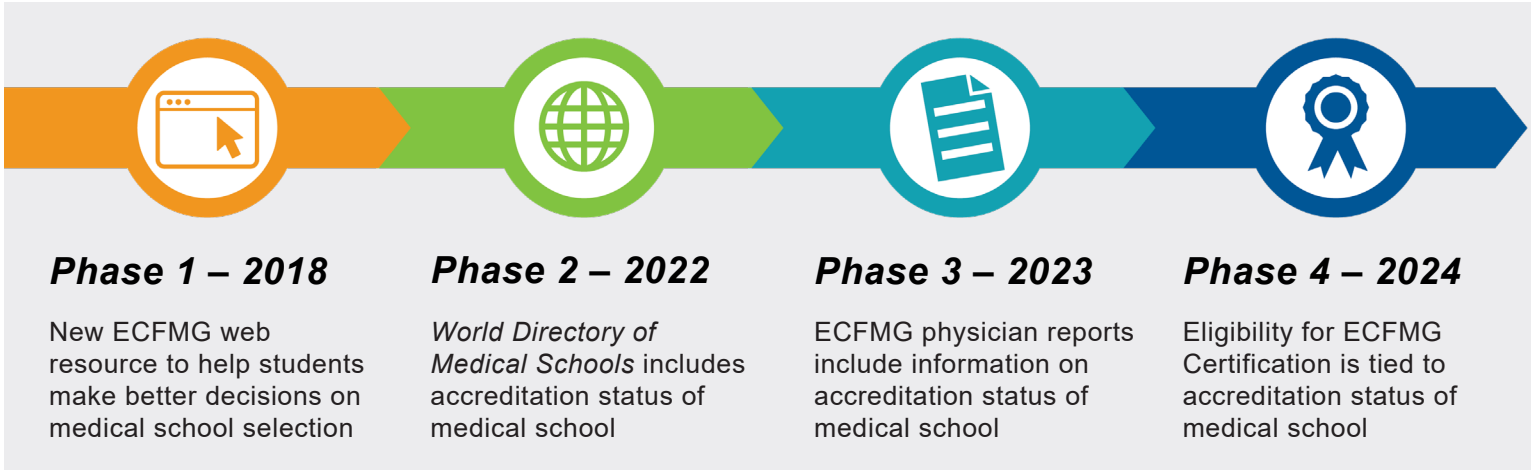 Phase 1 – 2018
New ECFMG web
resource to help students
make better decisions on
medical school selection
Phase 2 – 2022
World Directory of
Medical Schools includes
accreditation status of
medical school
Phase 3 – 2023
ECFMG physician reports
include information on
accreditation status of
medical school
Phase 4 – 2024
Eligibility for ECFMG
Certification is tied to
accreditation status of
medical school